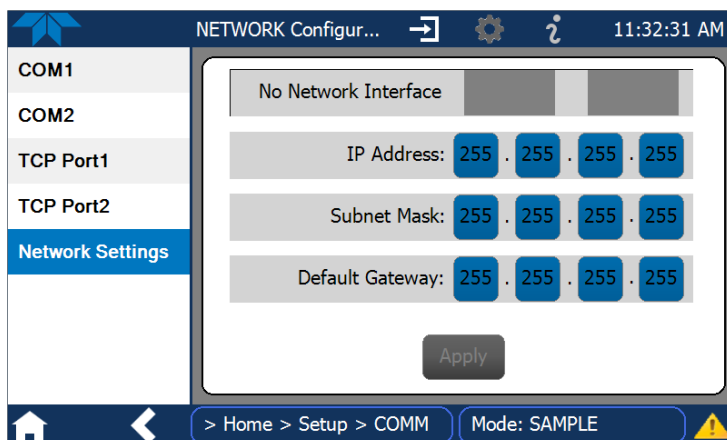 NETWORK Configur... 11:32:31 AM
COM1
COM2
TCP Port1
TCP Port2
Network Settings
No Network Interface
IP Address: 255 . 255 . 255 . 255
Subnet Mask: 255 . 255 . 255 . 255
Default Gateway: 255 . 255 . 255 . 255
Apply
> Home > Setup > COMM Mode: SAMPLE